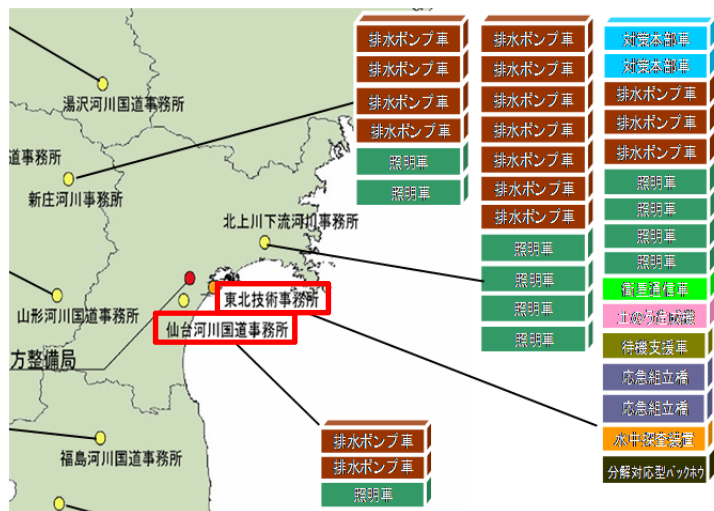 湯沢河川国道事務所
道事務所
新庄河川事務所
北上川下流河川事務所
東北技術事務所
山形河川国道事務所
仙台河川国道事務所
方整備局
福島河川国道事務所
排水ポンプ車
排水ポンプ車
排水ポンプ車
排水ポンプ車
照明車
照明車
排水ポンプ車
排水ポンプ車
排水ポンプ車
排水ポンプ車
排水ポンプ車
排水ポンプ車
排水ポンプ車
照明車
照明車
照明車
照明車
対策本部車
対策本部車
排水ポンプ車
排水ポンプ車
排水ポンプ車
照明車
照明車
照明車
照明車
衛星通信車
土のう造成機
待機支援車
応急組立橋
応急組立橋
水中探査装置
分解対応型バックホウ
排水ポンプ車
排水ポンプ車
照明車